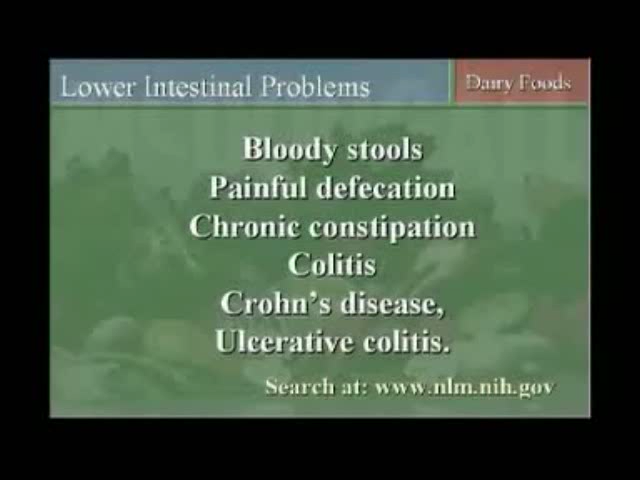 Lower Intestinal Problems
Dairy Foods
Bloody stools
Painful defecation
Chronic constipation
Colitis
Crohn's disease,
Ulcerative colitis.
Search at: www.nlm.nih.gov